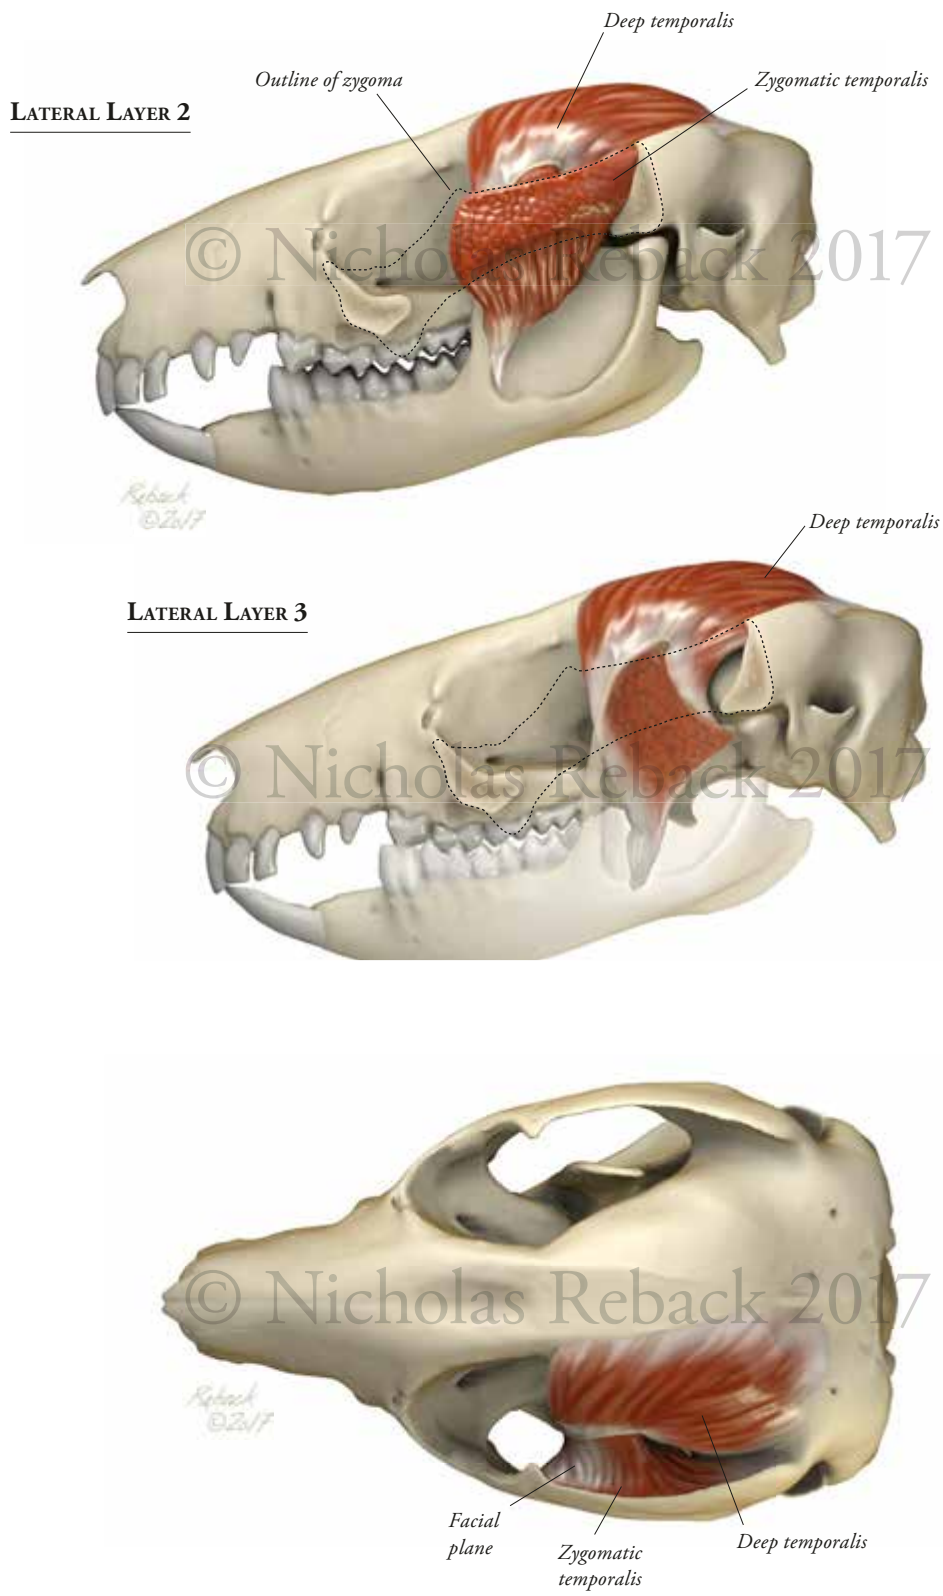 Deep temporalis
Outline of zygoma
Zygomatic temporalis
LATERAL LAYER 2
© Nicholas Reback 2017
Reback
©2017
Deep temporalis
LATERAL LAYER 3
© Nicholas Reback 2017
© Nicholas Reback 2017
Reback
©2017
Facial
plane
Zygomatic
temporalis
Deep temporalis